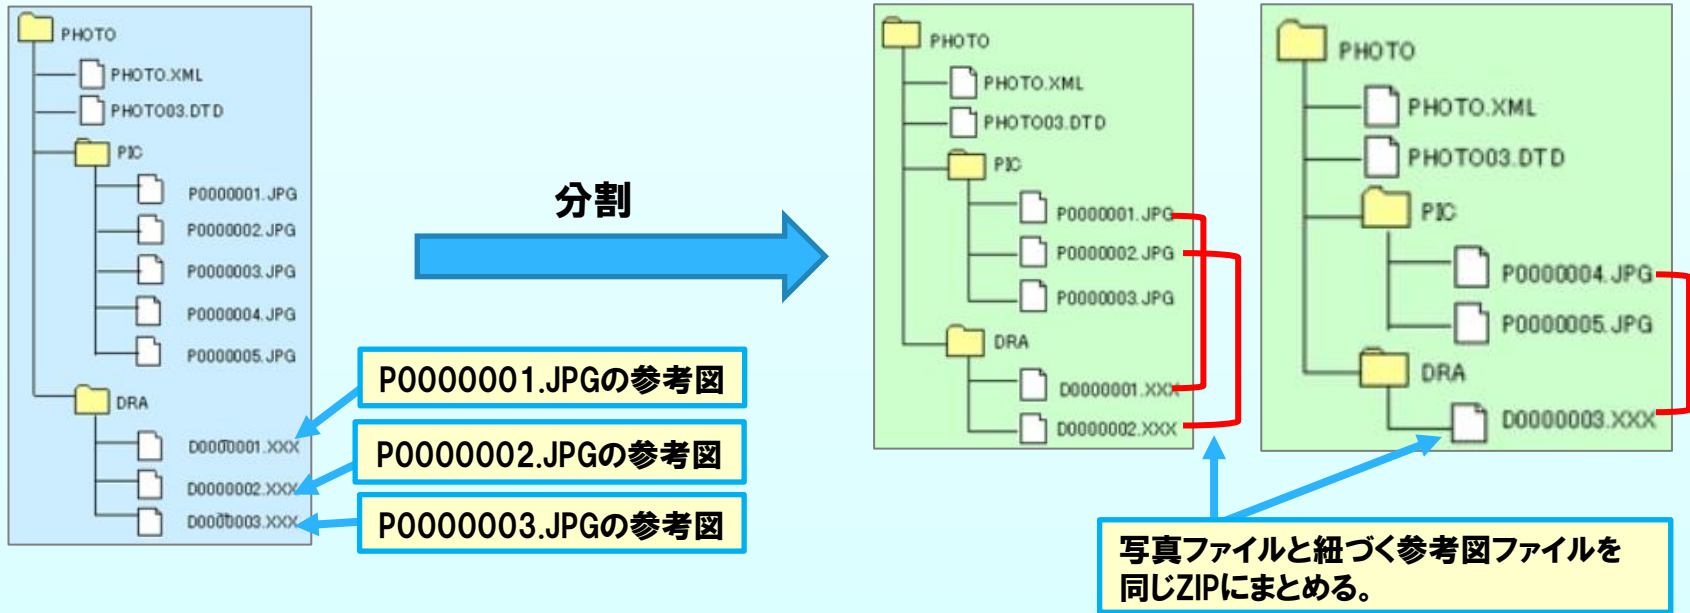 PHOTO
PHOTO.XML
PHOTO03.DTD
PIC
P0000001.JPG
P0000002.JPG
P0000003.JPG
P0000004.JPG
P0000005.JPG
DRA
D0000001.XXX
D0000002.XXX
D0000003.XXX
P0000001.JPGの参考図
P0000002.JPGの参考図
P0000003.JPGの参考図
分割
PHOTO
PHOTO.XML
PHOTO03.DTD
PIC
P0000001.JPG
P0000002.JPG
P0000003.JPG
DRA
D0000001.XXX
D0000002.XXX
PHOTO
PHOTO.XML
PHOTO03.DTD
PIC
P0000004.JPG
P0000005.JPG
DRA
D0000003.XXX
写真ファイルと紐づく参考図ファイルを
同じZIPにまとめる。